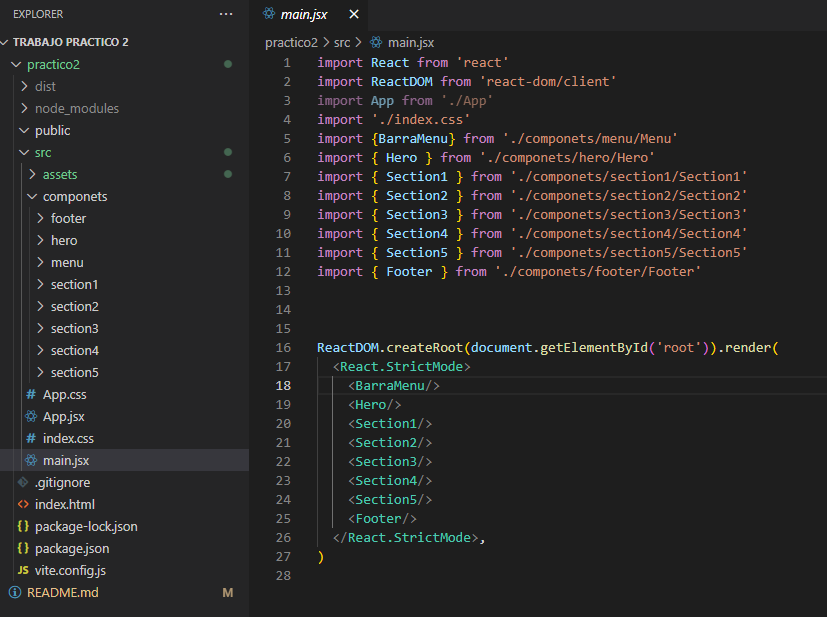 EXPLORER
TRABAJO PRACTICO 2
practico2
dist
node_modules
public
src
assets
componets
footer
hero
menu
section1
section2
section3
section4
section5
# App.css
App.jsx
# index.css
main.jsx
.gitignore
<> index.html
{} package-lock.json
{} package.json
JS vite.config.js
README.md M
main.jsx
practico2 > src > main.jsx
1 import React from 'react'
2 import ReactDOM from 'react-dom/client'
3 import App from './App'
4 import './index.css'
5 import {BarraMenu} from './componets/menu/Menu'
6 import { Hero } from './componets/hero/Hero'
7 import { Section1 } from './componets/section1/Section1'
8 import { Section2 } from './componets/section2/Section2'
9 import { Section3 } from './componets/section3/Section3'
10 import { Section4 } from './componets/section4/Section4'
11 import { Section5 } from './componets/section5/Section5'
12 import { Footer } from './componets/footer/Footer'
13
14
15
16 ReactDOM.createRoot(document.getElementById('root')).render(
17 <React.StrictMode>
18 <BarraMenu/>
19 <Hero/>
20 <Section1/>
21 <Section2/>
22 <Section3/>
23 <Section4/>
24 <Section5/>
25 <Footer/>
26 </React.StrictMode>,
27 )
28